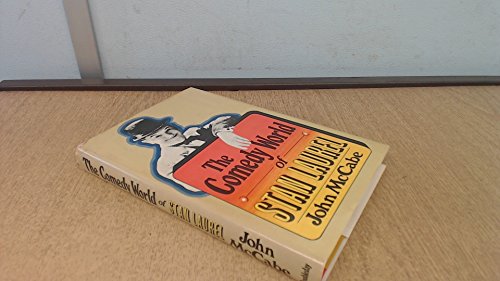 The
Comedy World
of
STAN LAUREL
John McCabe
The Comedy World of STAN LAUREL
John
McCabe